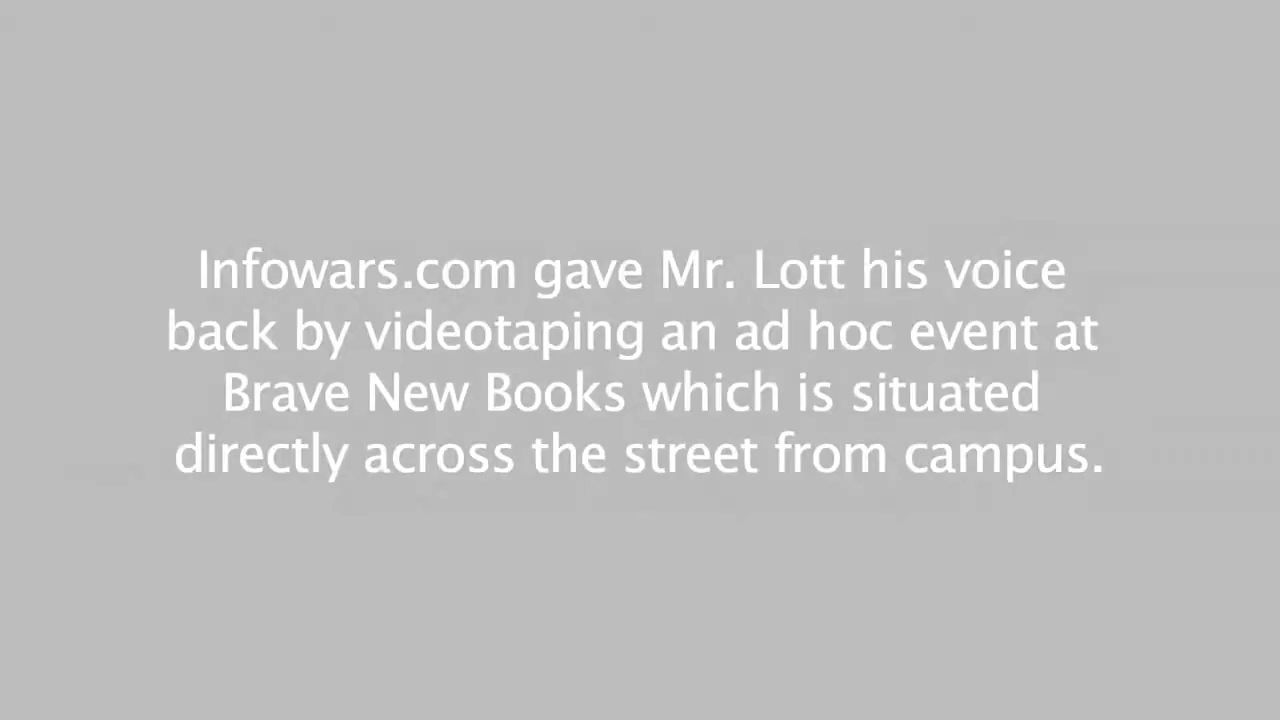 Infowars.com gave Mr. Lott his voice
back by videotaping an ad hoc event at
Brave New Books which is situated
directly across the street from campus.